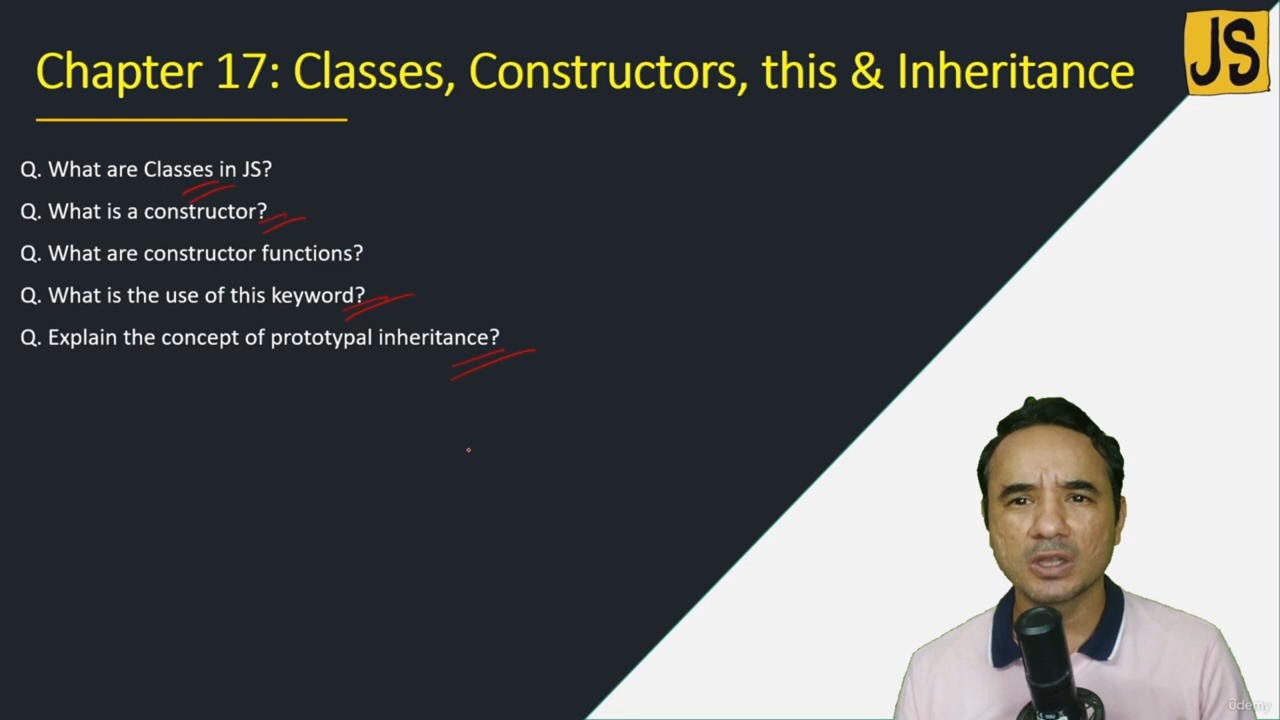 Chapter 17: Classes, Constructors, this & Inheritance
JS
Q. What are Classes in JS?
Q. What is a constructor?
Q. What are constructor functions?
Q. What is the use of this keyword?
Q. Explain the concept of prototypal inheritance?
ûdemy